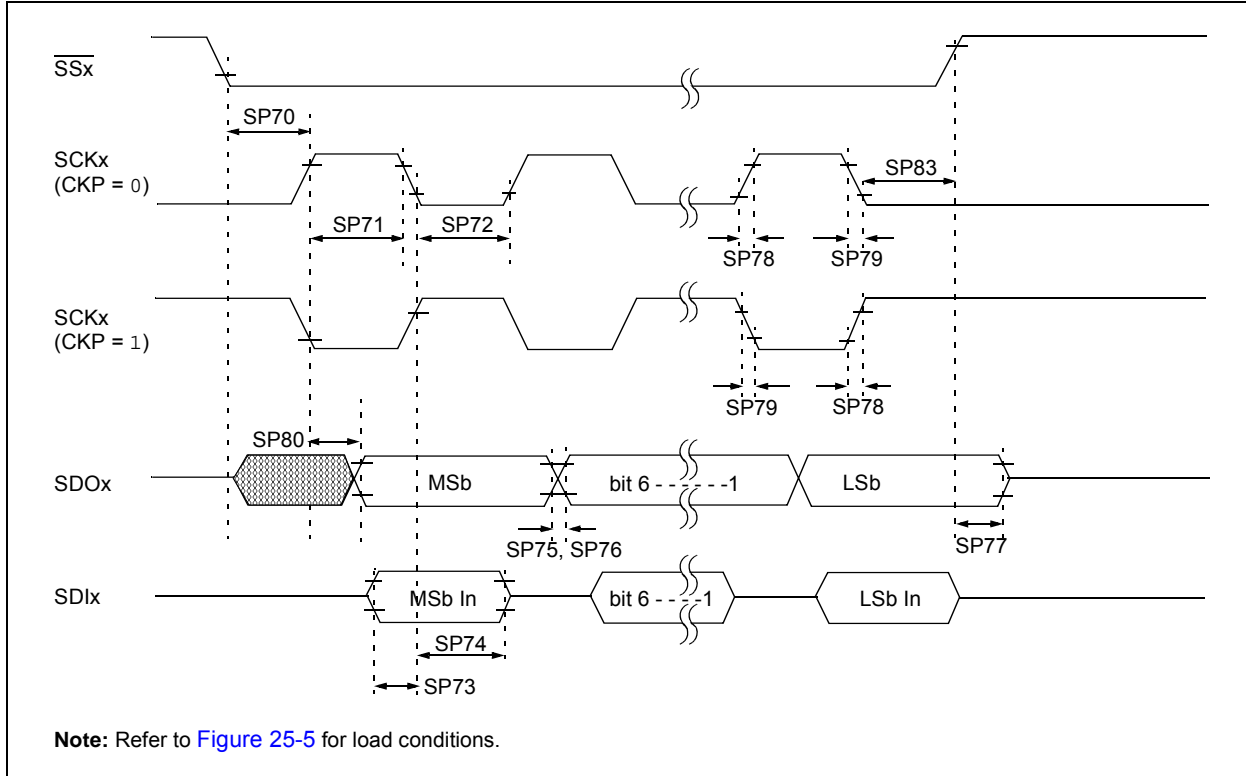 SSx
SP70
SCKx
(CKP = 0)
SP83
SP71
SP72
SP78
SP79
SCKx
(CKP = 1)
SP79
SP78
SP80
SDOx
MSb
bit 6 - - - - - -1
LSb
SP75, SP76
SP77
SDIx
MSb In
bit 6 - - - -1
LSb In
SP74
SP73
Note: Refer to Figure 25-5 for load conditions.